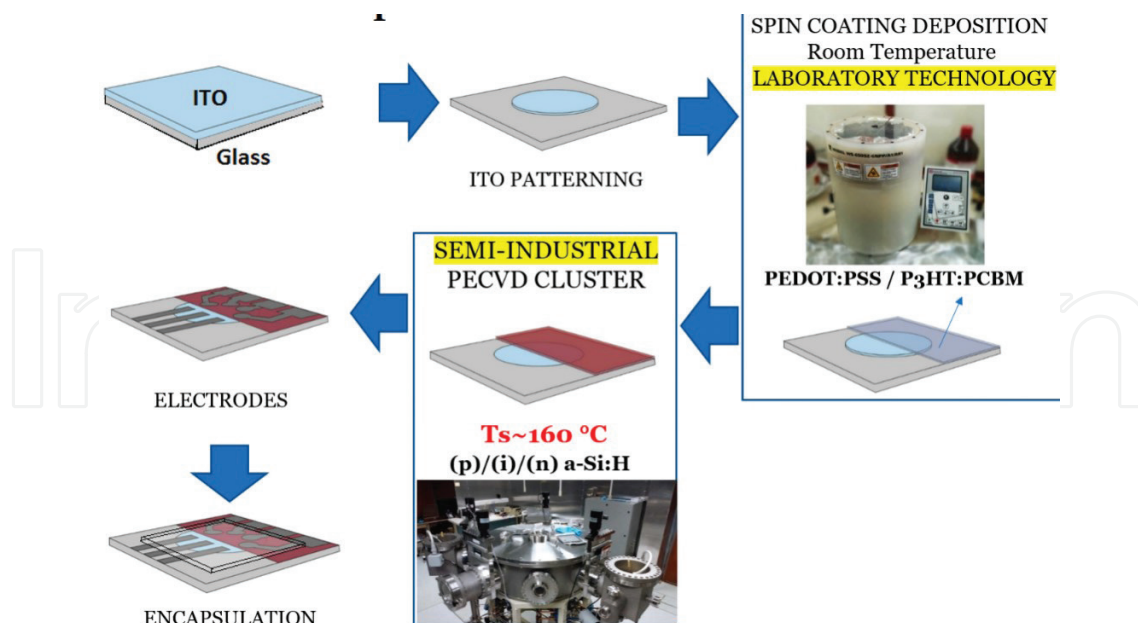 ITO
Glass
ITO PATTERNING
SPIN COATING DEPOSITION
Room Temperature
LABORATORY TECHNOLOGY
PEDOT:PSS / P3HT:PCBM
SEMI-INDUSTRIAL
PECVD CLUSTER
Ts~160 °C
(p)/(i)/(n) a-Si:H
ELECTRODES
ENCAPSULATION